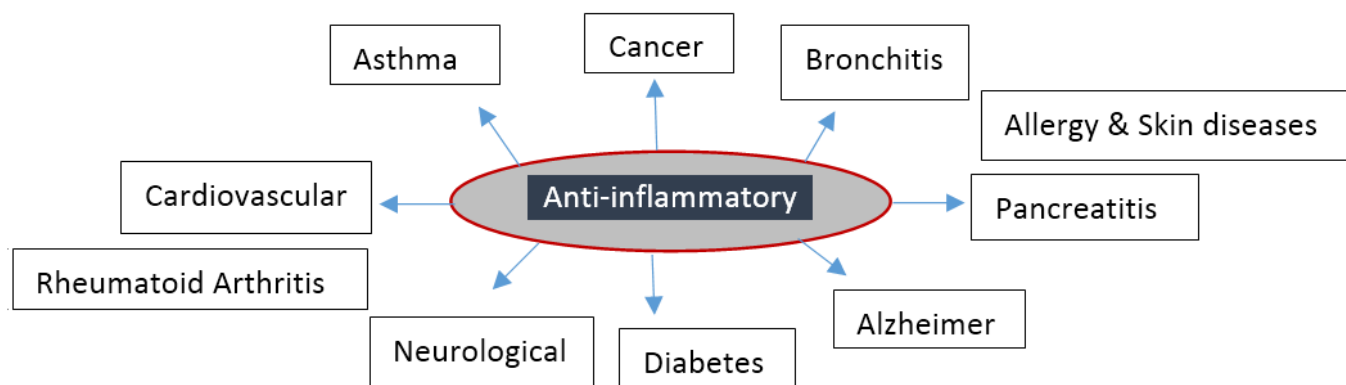 Cancer
Asthma
Bronchitis
Allergy & Skin diseases
Cardiovascular
Anti-inflammatory
Pancreatitis
Rheumatoid Arthritis
Alzheimer
Neurological
Diabetes